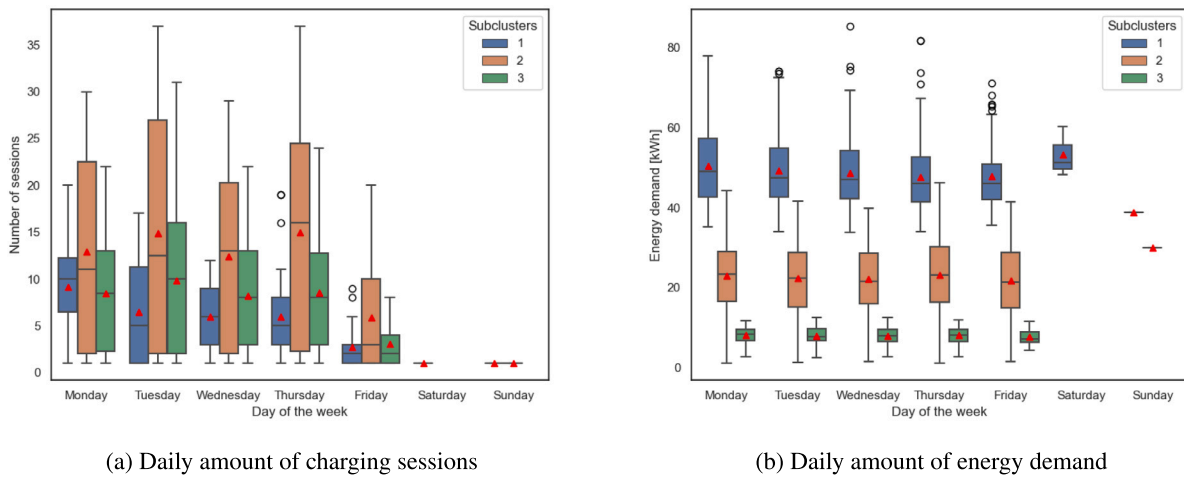 Subclusters
1
2
3
35
30
25
20
15
10
5
0
Number of sessions
Monday Tuesday Wednesday Thursday Friday Saturday Sunday
Day of the week
(a) Daily amount of charging sessions
Subclusters
1
2
3
80
60
40
20
0
Energy demand [kWh]
Monday Tuesday Wednesday Thursday Friday Saturday Sunday
Day of the week
(b) Daily amount of energy demand